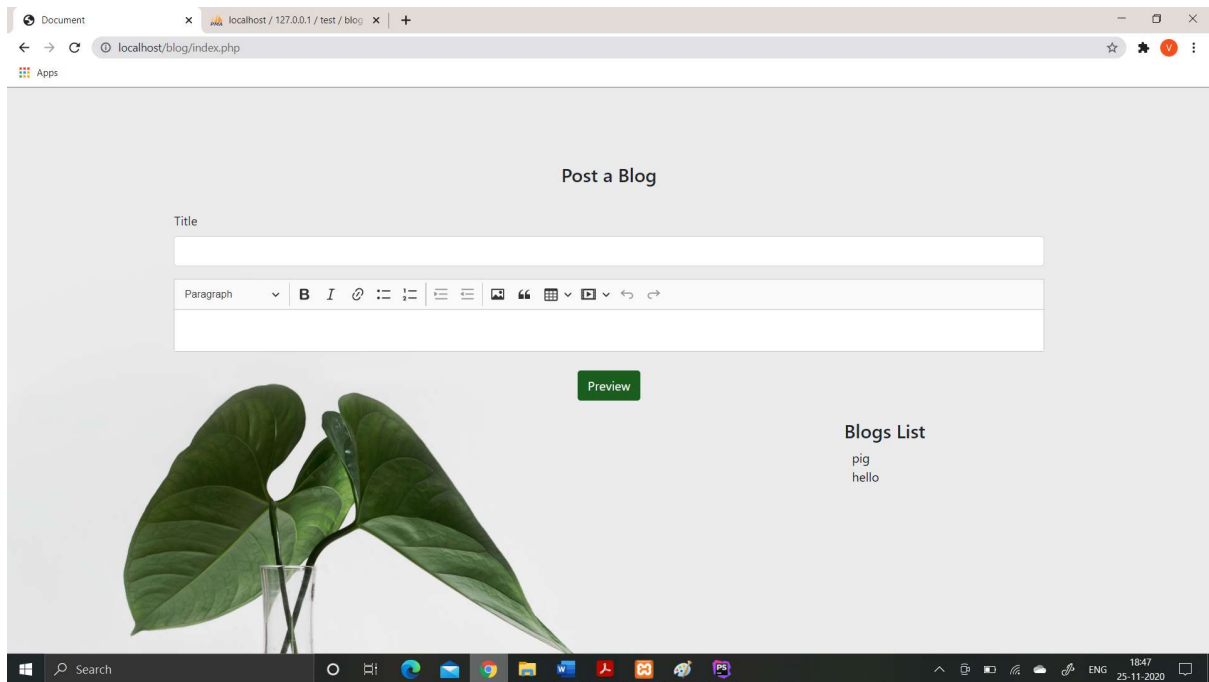 Document
localhost / 127.0.0.1 / test / blog
localhost/blog/index.php
V
Apps
Post a Blog
Title
Paragraph
Preview
Blogs List
pig
hello
Search
ENG
18:47
25-11-2020